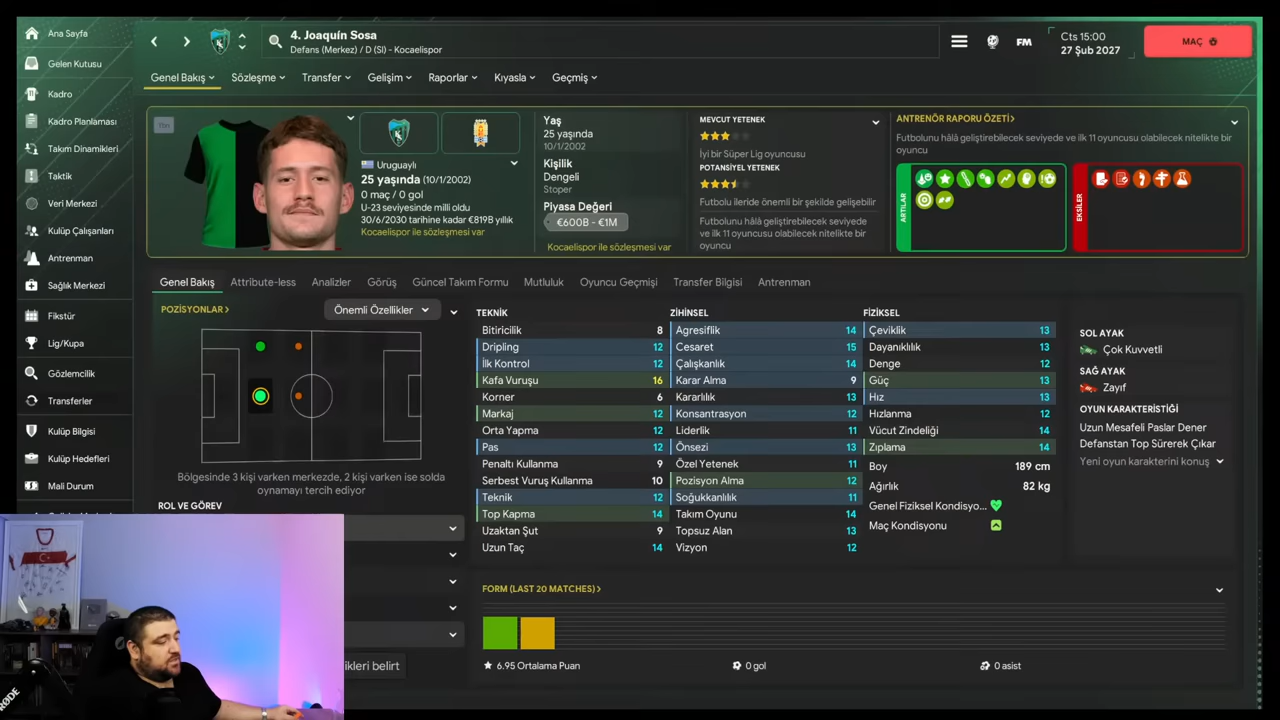 Ana Sayfa
Gelen Kutusu
Kadro
Kadro Planlaması
Takım Dinamikleri
Taktik
Veri Merkezi
Kulüp Çalışanları
Antrenman
Sağlık Merkezi
Fikstür
Lig/Kupa
Gözlemcilik
Transferler
Kulüp Bilgisi
Kulüp Hedefleri
Mali Durum
4. Joaquín Sosa
Defans (Merkez) / D (Sl) - Kocaelispor
FM
Cts 15:00
27 Şub 2027
MAÇ
Genel Bakış
Sözleşme
Transfer
Gelişim
Raporlar
Kıyasla
Geçmiş
Uruguaylı
25 yaşında (10/1/2002)
0 maç / 0 gol
U-23 seviyesinde milli oldu
30/6/2030 tarihine kadar €819B yıllık
Kocaelispor ile sözleşmesi var
Yaş
25 yaşında
10/1/2002
Kişilik
Dengeli
Stoper
Piyasa Değeri
€600B - €1M
Kocaelispor ile sözleşmesi var
MEVCUT YETENEK
İyi bir Süper Lig oyuncusu
POTANSİYEL YETENEK
Futbolu ileride önemli bir şekilde gelişebilir
Futbolunu hâlâ geliştirebilecek seviyede ve ilk 11 oyuncusu olabilecek nitelikte bir oyuncu
ANTRENÖR RAPORU ÖZETİ
Futbolunu hâlâ geliştirebilecek seviyede ve ilk 11 oyuncusu olabilecek nitelikte bir
oyuncu
ARTILAR
EKSİLER
Genel Bakış
Attribute-less
Analizler
Görüş
Güncel Takım Formu
Mutluluk
Oyuncu Geçmişi
Transfer Bilgisi
Antrenman
POZİSYONLAR
Önemli Özellikler
Bölgesinde 3 kişi varken merkezde, 2 kişi varken ise solda
oynamayı tercih ediyor
ROL VE GÖREV
ikleri belirt
TEKNİK
Bitiricilik 8
Dripling 12
İlk Kontrol 12
Kafa Vuruşu 16
Korner 6
Markaj 12
Orta Yapma 12
Pas 12
Penaltı Kullanma 9
Serbest Vuruş Kullanma 10
Teknik 12
Top Kapma 14
Uzaktan Şut 9
Uzun Taç 14
ZİHİNSEL
Agresiflik 14
Cesaret 15
Çalışkanlık 14
Karar Alma 9
Kararlılık 13
Konsantrasyon 12
Liderlik 11
Önsezi 13
Özel Yetenek 11
Pozisyon Alma 12
Soğukkanlılık 11
Takım Oyunu 14
Topsuz Alan 13
Vizyon 12
FİZİKSEL
Çeviklik 13
Dayanıklılık 13
Denge 12
Güç 13
Hız 13
Hızlanma 12
Vücut Zindeliği 14
Zıplama 14
Boy 189 cm
Ağırlık 82 kg
Genel Fiziksel Kondisyo...
Maç Kondisyonu
SOL AYAK
Çok Kuvvetli
SAĞ AYAK
Zayıf
OYUN KARAKTERİSTİĞİ
Uzun Mesafeli Paslar Dener
Defanstan Top Sürerek Çıkar
Yeni oyun karakterini konuş
FORM (LAST 20 MATCHES)
6.95 Ortalama Puan
0 gol
0 asist
RØDE